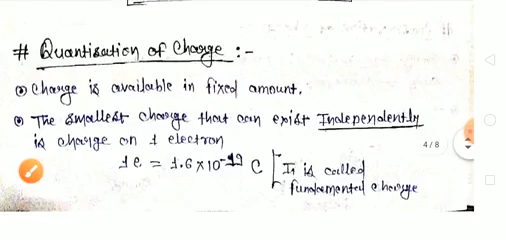 # Quantisation of Charge :-
Charge is available in fixed amount.
The smallest charge that can exist Independently
is charge on 1 electron
4/8
1 e = 1.6 x 10⁻¹⁹ C [ It is called
fundamental charge